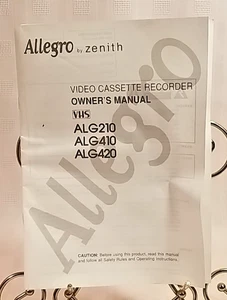 Allegro by zenith
VIDEO CASSETTE RECORDER
OWNER'S MANUAL
VHS
ALG210
ALG410
ALG420
Allegro
CAUTION: Before using this product, read this manual
and follow all Safety Rules and Operating Instructions.